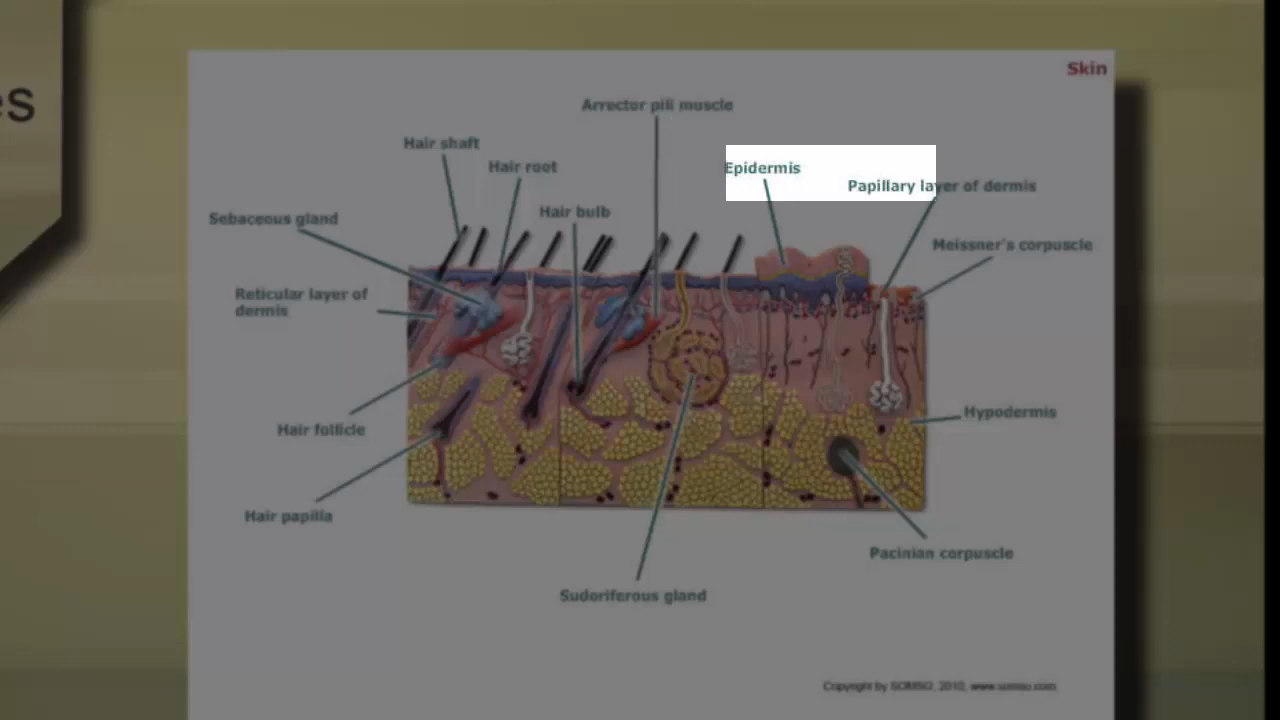 es
Skin
Arrector pili muscle
Hair shaft
Hair root
Epidermis
Papillary layer of dermis
Hair bulb
Sebaceous gland
Meissner's corpuscle
Reticular layer of
dermis
Hypodermis
Hair follicle
Hair papilla
Pacinian corpuscle
Sudoriferous gland
Copyright by SOMSO, 2010, www.somso.com